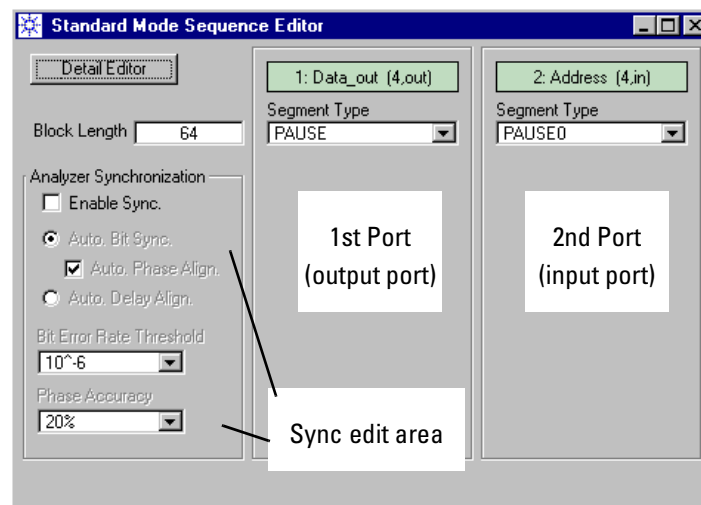 Standard Mode Sequence Editor
Detail Editor
Block Length 64
Analyzer Synchronization
Enable Sync.
Auto. Bit Sync.
Auto. Phase Align.
Auto. Delay Align.
Bit Error Rate Threshold
10^-6
Phase Accuracy
20%
1: Data_out (4,out)
Segment Type
PAUSE
1st Port
(output port)
2: Address (4,in)
Segment Type
PAUSE0
2nd Port
(input port)
Sync edit area